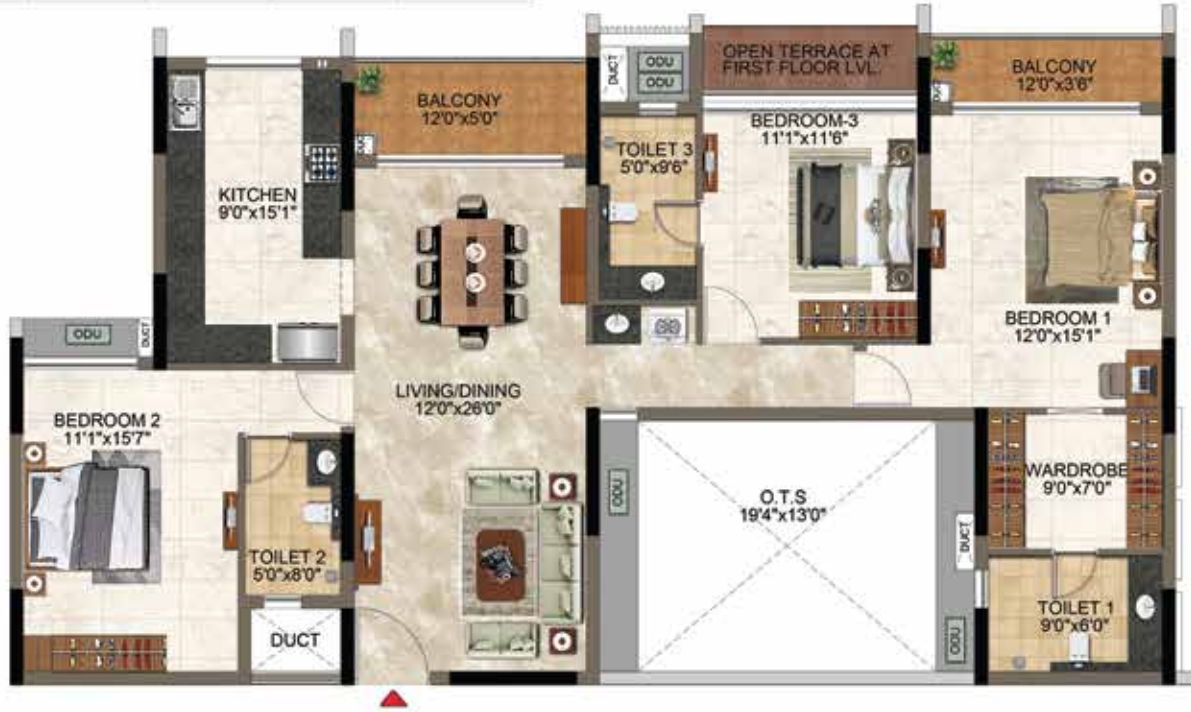 OPEN TERRACE AT
FIRST FLOOR LVL.
DUCT
ODU
ODU
BALCONY
12'0"x5'0"
BALCONY
12'0"x3'6"
DUCT
DUCT
BEDROOM-3
11'1"x11'6"
TOILET 3
5'0"x9'6"
KITCHEN
9'0"x15'1"
BEDROOM 1
12'0"x15'1"
ODU
DUCT
LIVING/DINING
12'0"x26'0"
BEDROOM 2
11'1"x15'7"
WARDROBE
9'0"x7'0"
O.T.S
19'4"x13'0"
ODU
DUCT
TOILET 2
5'0"x8'0"
TOILET 1
9'0"x6'0"
DUCT
ODU